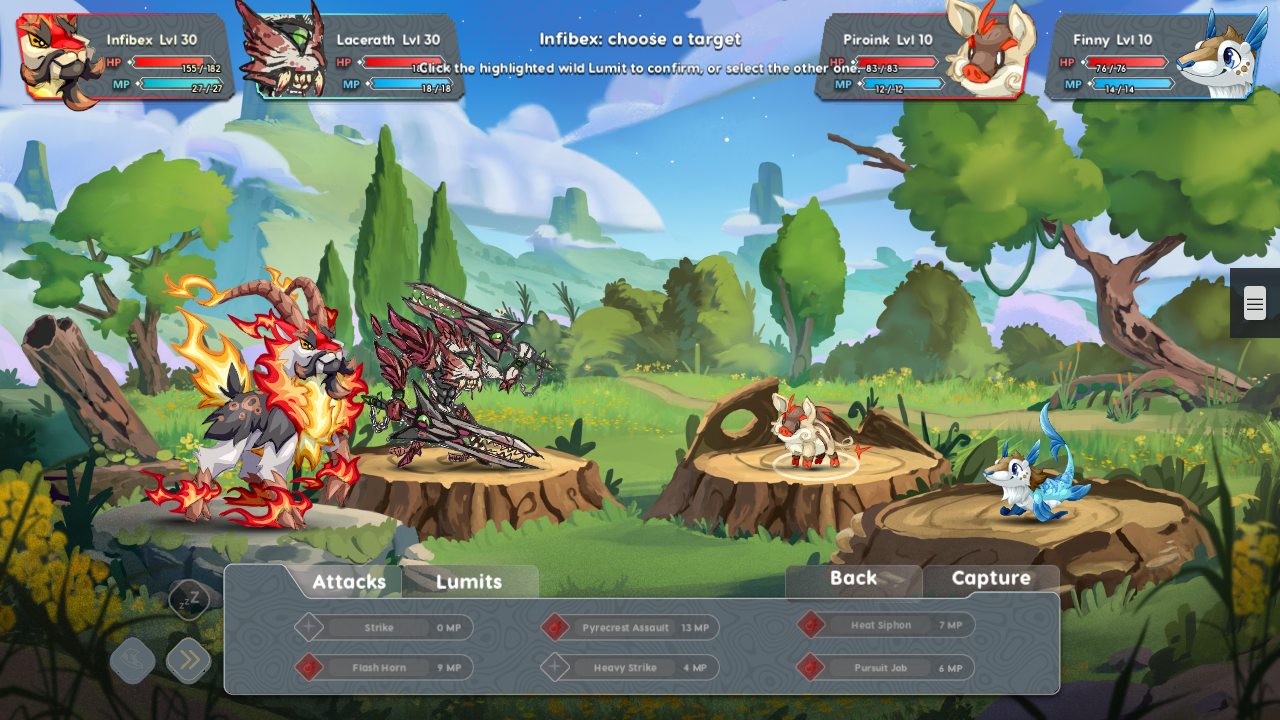 Infibex Lvl 30
HP 155/182
MP 27/27
Lacerath Lvl 30
HP
MP 18/18
Infibex: choose a target
Click the highlighted wild Lumit to confirm, or select the other one.
Piroink Lvl 10
HP 83/83
MP 12/12
Finny Lvl 10
HP 76/76
MP 14/14
Attacks
Lumits
Back
Capture
Strike 0 MP
Pyrecrest Assault 13 MP
Heat Siphon 7 MP
Flash Horn 9 MP
Heavy Strike 4 MP
Pursuit Jab 6 MP
zzZ